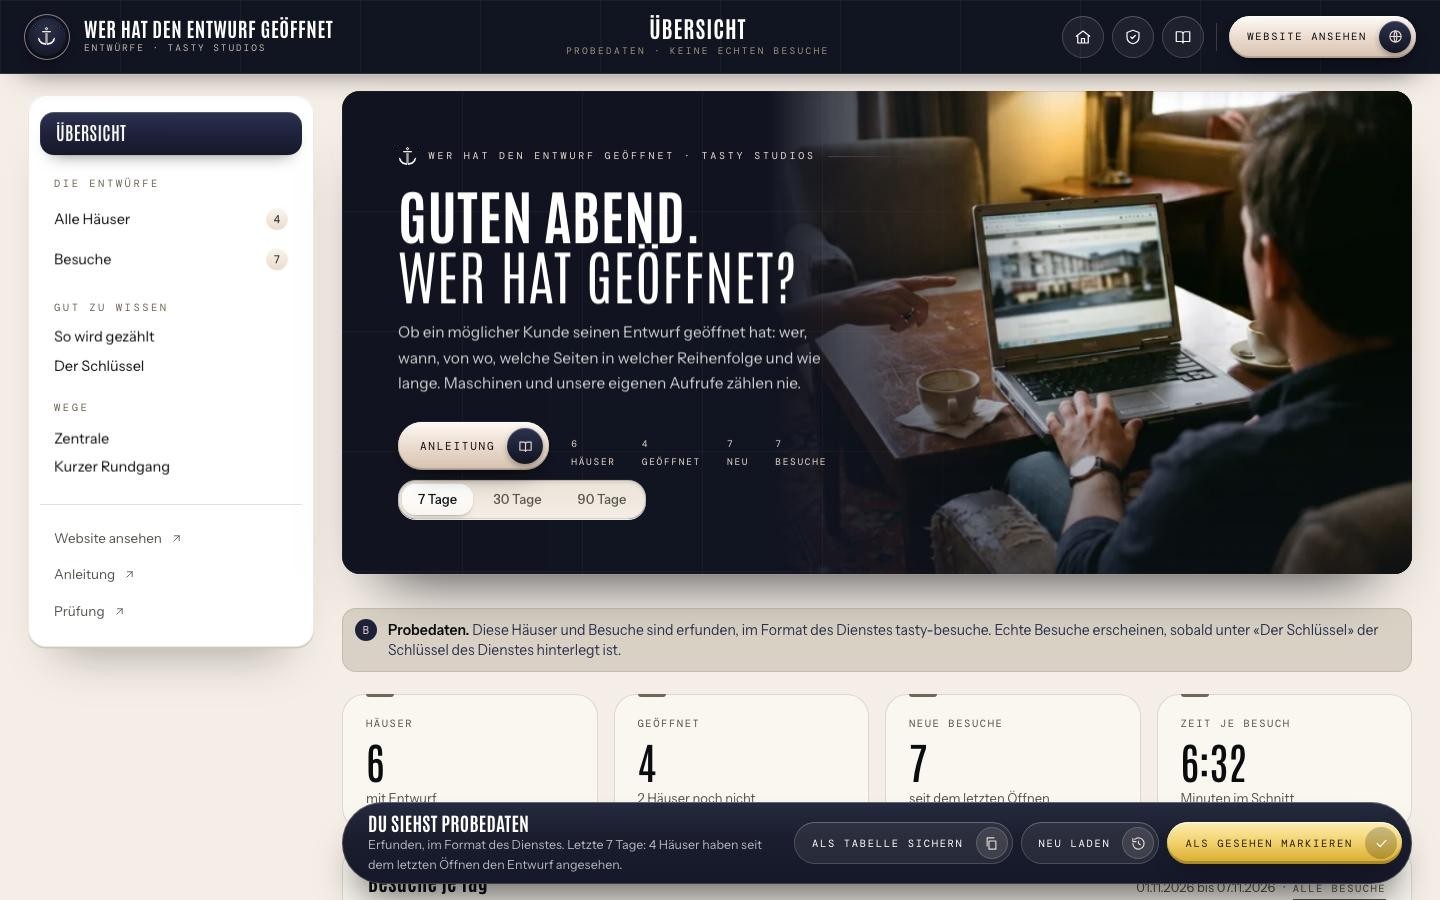 WER HAT DEN ENTWURF GEÖFFNET
ENTWÜRFE · TASTY STUDIOS
ÜBERSICHT
PROBEDATEN · KEINE ECHTEN BESUCHE
WEBSITE ANSEHEN
ÜBERSICHT
DIE ENTWÜRFE
Alle Häuser 4
Besuche 7
GUT ZU WISSEN
So wird gezählt
Der Schlüssel
WEGE
Zentrale
Kurzer Rundgang
Website ansehen
Anleitung
Prüfung
WER HAT DEN ENTWURF GEÖFFNET · TASTY STUDIOS
GUTEN ABEND.
WER HAT GEÖFFNET?
Ob ein möglicher Kunde seinen Entwurf geöffnet hat: wer,
wann, von wo, welche Seiten in welcher Reihenfolge und wie
lange. Maschinen und unsere eigenen Aufrufe zählen nie.
ANLEITUNG
6 4 7 7
HÄUSER GEÖFFNET NEU BESUCHE
7 Tage 30 Tage 90 Tage
B Probedaten. Diese Häuser und Besuche sind erfunden, im Format des Dienstes tasty-besuche. Echte Besuche erscheinen, sobald unter «Der Schlüssel» der
Schlüssel des Dienstes hinterlegt ist.
HÄUSER
6
mit Entwurf
GEÖFFNET
4
2 Häuser noch nicht
NEUE BESUCHE
7
seit dem letzten Öffnen
ZEIT JE BESUCH
6:32
Minuten im Schnitt
DU SIEHST PROBEDATEN
Erfunden, im Format des Dienstes. Letzte 7 Tage: 4 Häuser haben seit
dem letzten Öffnen den Entwurf angesehen.
ALS TABELLE SICHERN
NEU LADEN
ALS GESEHEN MARKIEREN
Besuche je Tag
01.11.2026 bis 07.11.2026 · ALLE BESUCHE